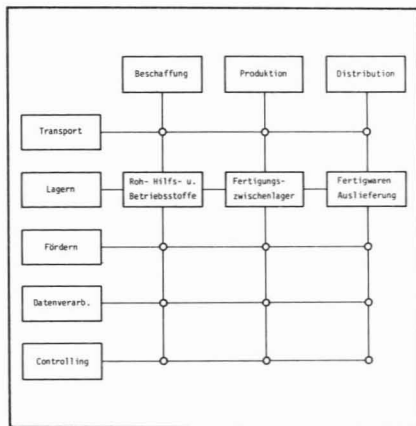 Beschaffung
Produktion
Distribution
Transport
Lagern
Roh- Hilfs- u.
Betriebsstoffe
Fertigungs-
zwischenlager
Fertigwaren
Auslieferung
Fördern
Datenverarb.
Controlling